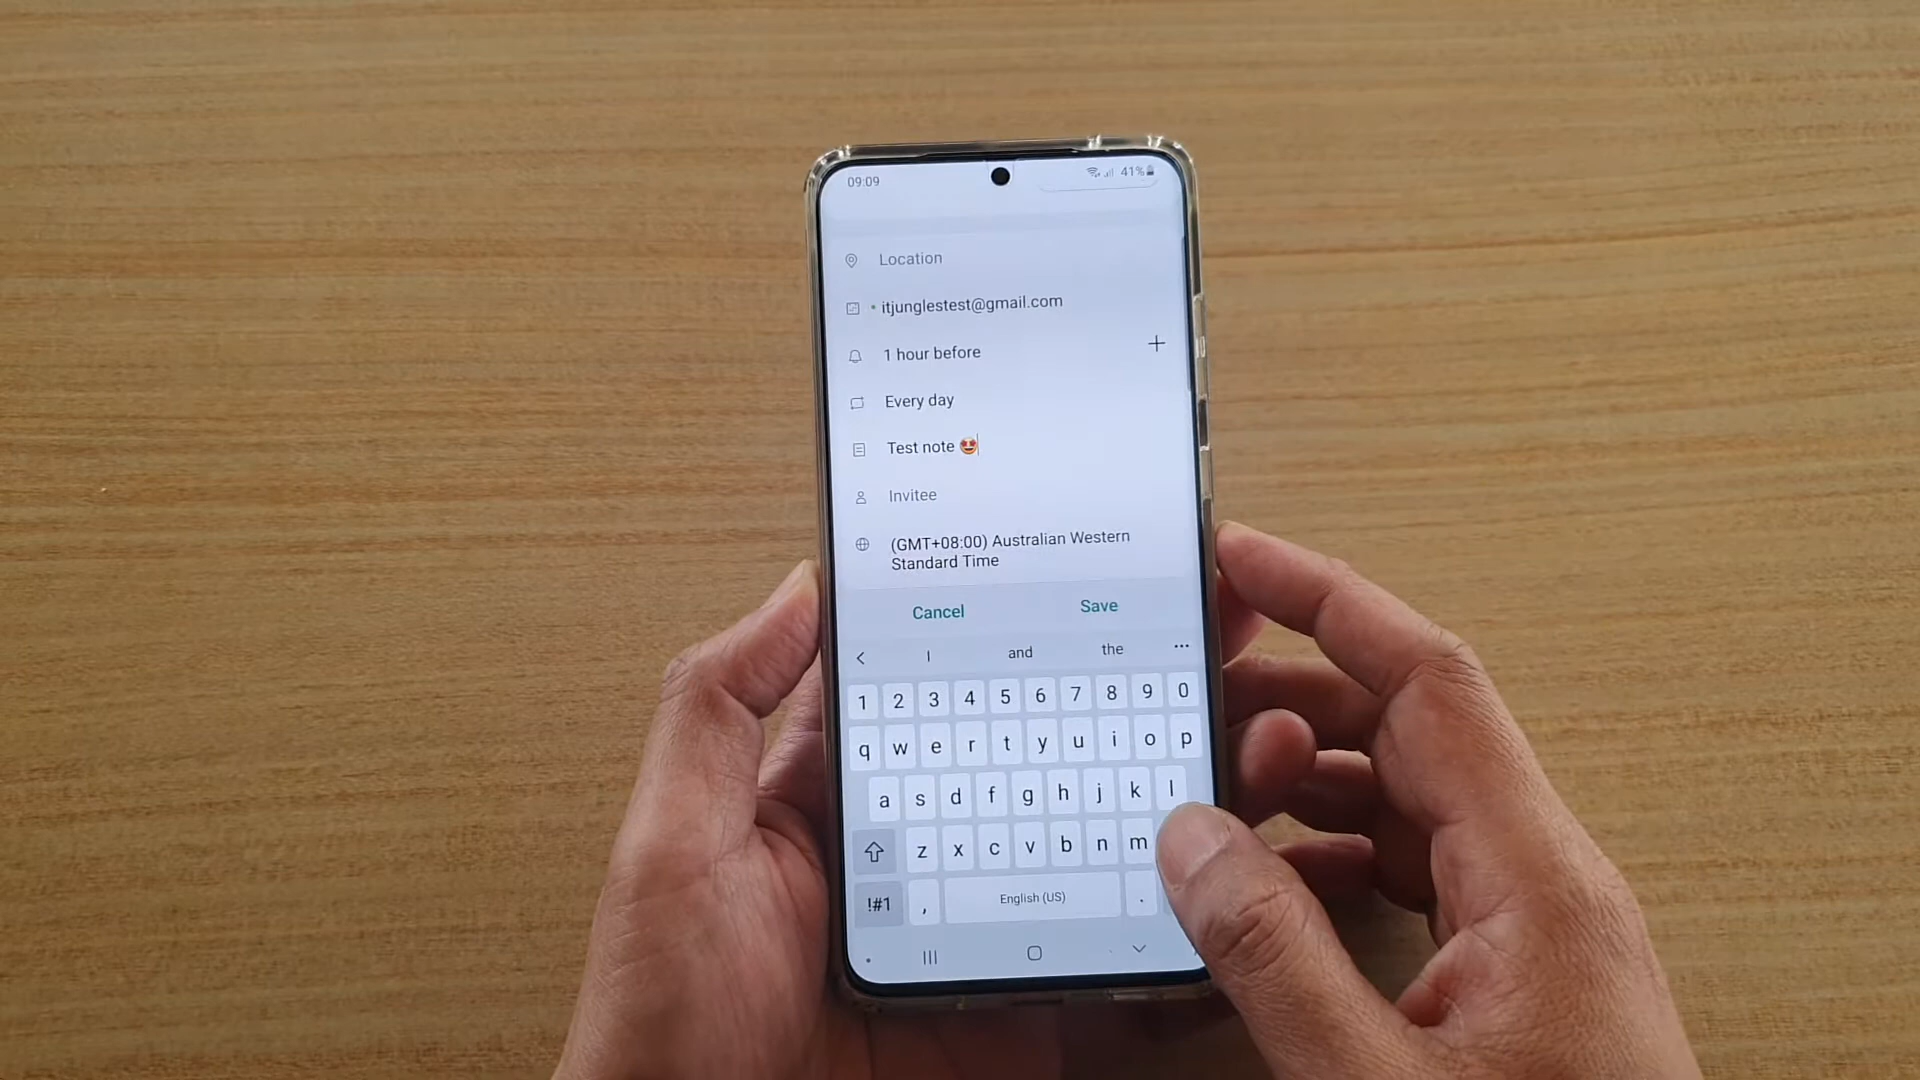 09:09 41%
Location
itjunglestest@gmail.com
1 hour before
Every day
Test note 🤩
Invitee
(GMT+08:00) Australian Western
Standard Time
Cancel Save
I and the
1 2 3 4 5 6 7 8 9 0
q w e r t y u i o p
a s d f g h j k l
z x c v b n m
!#1 , English (US) .